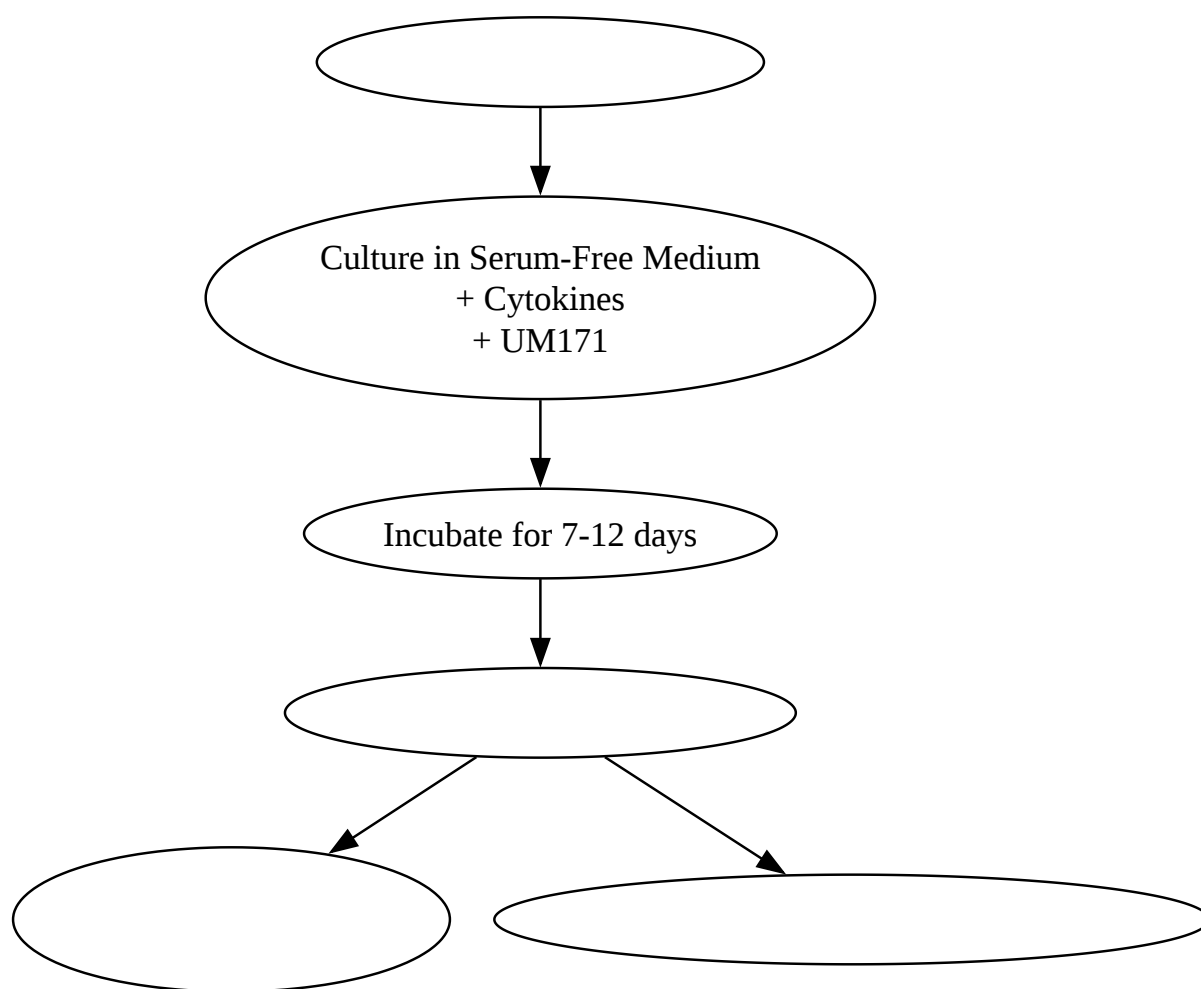 Culture in Serum-Free Medium
+ Cytokines
+ UM171
Incubate for 7-12 days